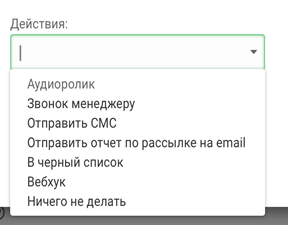 Действия:
Аудиоролик
Звонок менеджеру
Отправить СМС
Отправить отчет по рассылке на email
В черный список
Вебхук
Ничего не делать